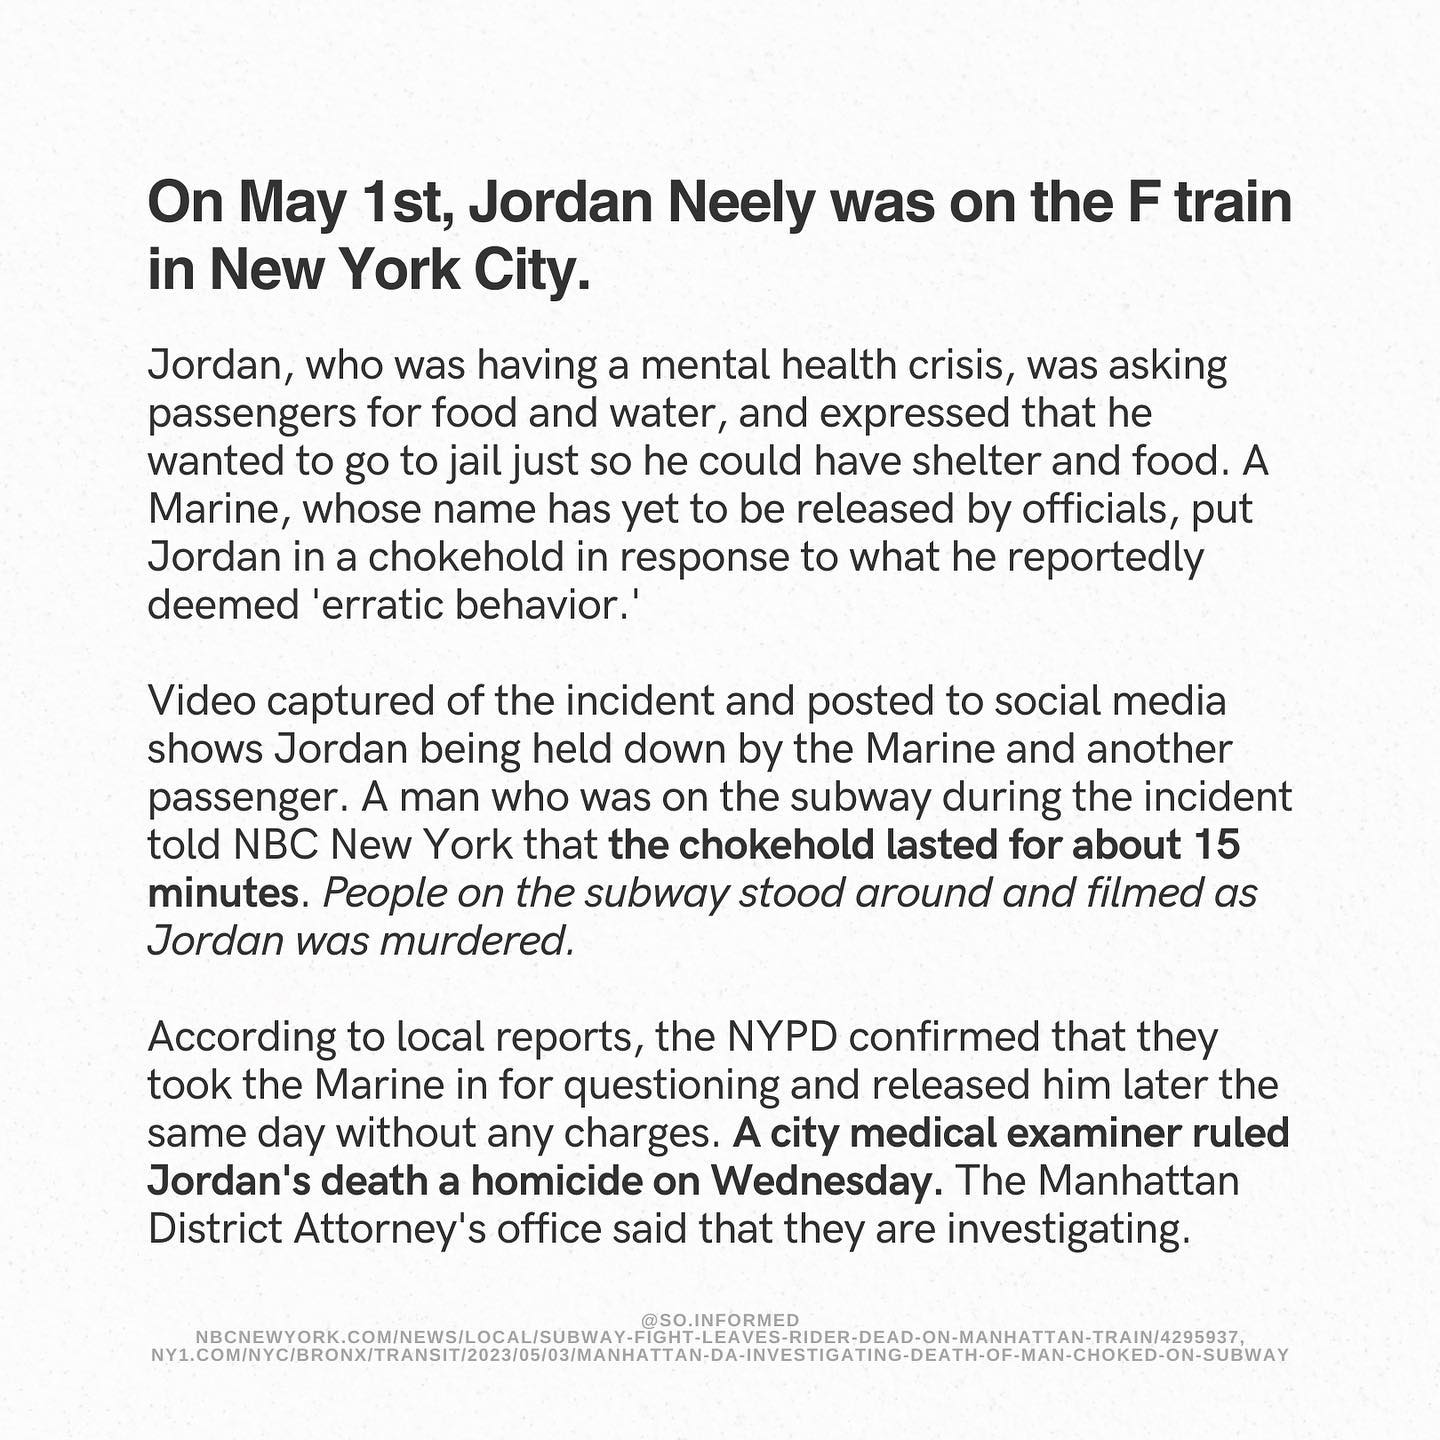 On May 1st, Jordan Neely was on the F train
in New York City.
Jordan, who was having a mental health crisis, was asking
passengers for food and water, and expressed that he
wanted to go to jail just so he could have shelter and food. A
Marine, whose name has yet to be released by officials, put
Jordan in a chokehold in response to what he reportedly
deemed 'erratic behavior.'
Video captured of the incident and posted to social media
shows Jordan being held down by the Marine and another
passenger. A man who was on the subway during the incident
told NBC New York that the chokehold lasted for about 15
minutes. People on the subway stood around and filmed as
Jordan was murdered.
According to local reports, the NYPD confirmed that they
took the Marine in for questioning and released him later the
same day without any charges. A city medical examiner ruled
Jordan's death a homicide on Wednesday. The Manhattan
District Attorney's office said that they are investigating.
@SO.INFORMED
NBCNEWYORK.COM/NEWS/LOCAL/SUBWAY-FIGHT-LEAVES-RIDER-DEAD-ON-MANHATTAN-TRAIN/4295937,
NY1.COM/NYC/BRONX/TRANSIT/2023/05/03/MANHATTAN-DA-INVESTIGATING-DEATH-OF-MAN-CHOKED-ON-SUBWAY